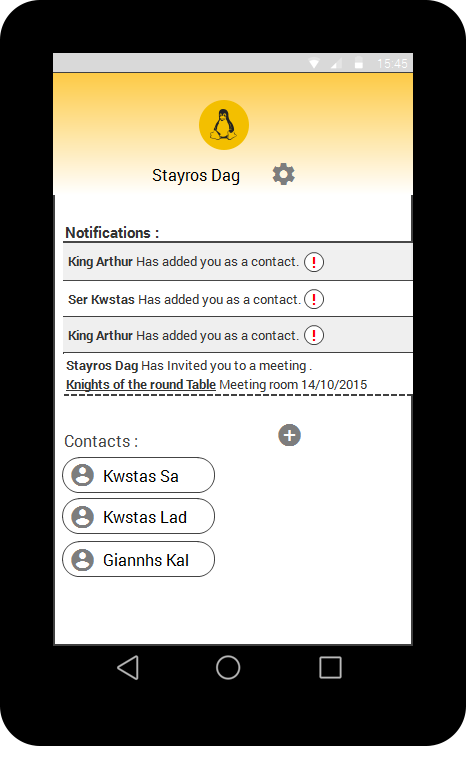 15:45
Stayros Dag
Notifications :
King Arthur Has added you as a contact. !
Ser Kwstas Has added you as a contact. !
King Arthur Has added you as a contact. !
Stayros Dag Has Invited you to a meeting .
Knights of the round Table Meeting room 14/10/2015
Contacts :
Kwstas Sa
Kwstas Lad
Giannhs Kal